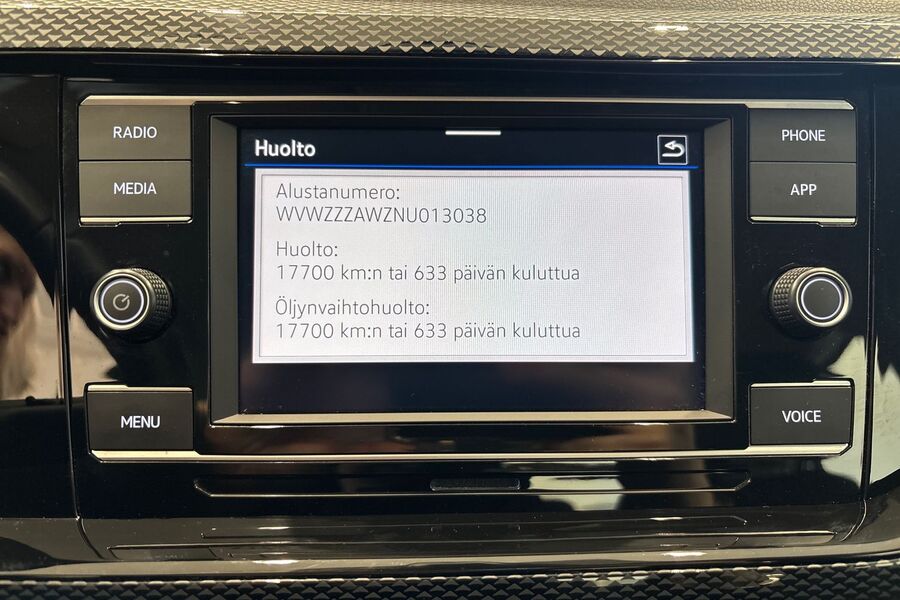 RADIO
MEDIA
MENU
Huolto
Alustanumero:
WVWZZZAWZNU013038
Huolto:
17700 km:n tai 633 päivän kuluttua
Öljynvaihtohuolto:
17700 km:n tai 633 päivän kuluttua
PHONE
APP
VOICE